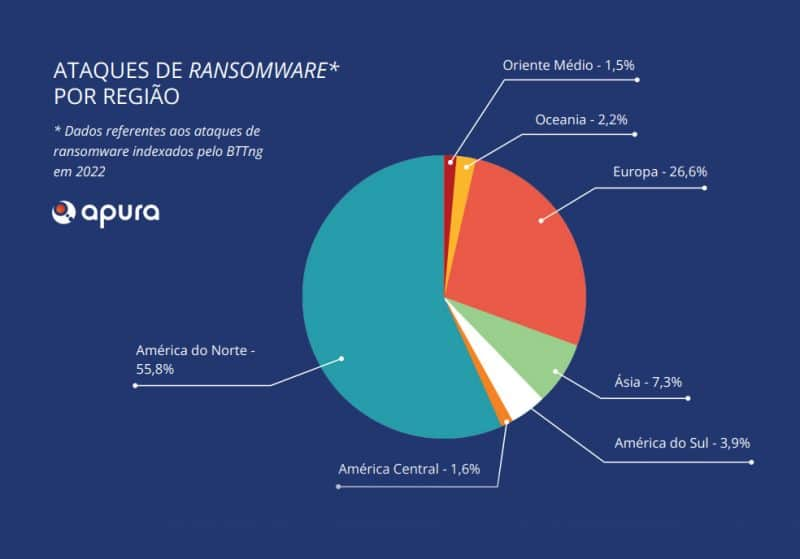 ATAQUES DE RANSOMWARE*
POR REGIÃO
* Dados referentes aos ataques de
ransomware indexados pelo BTTng
em 2022
apura
Oriente Médio - 1,5%
Oceania - 2,2%
Europa - 26,6%
América do Norte -
55,8%
Ásia - 7,3%
América do Sul - 3,9%
América Central - 1,6%